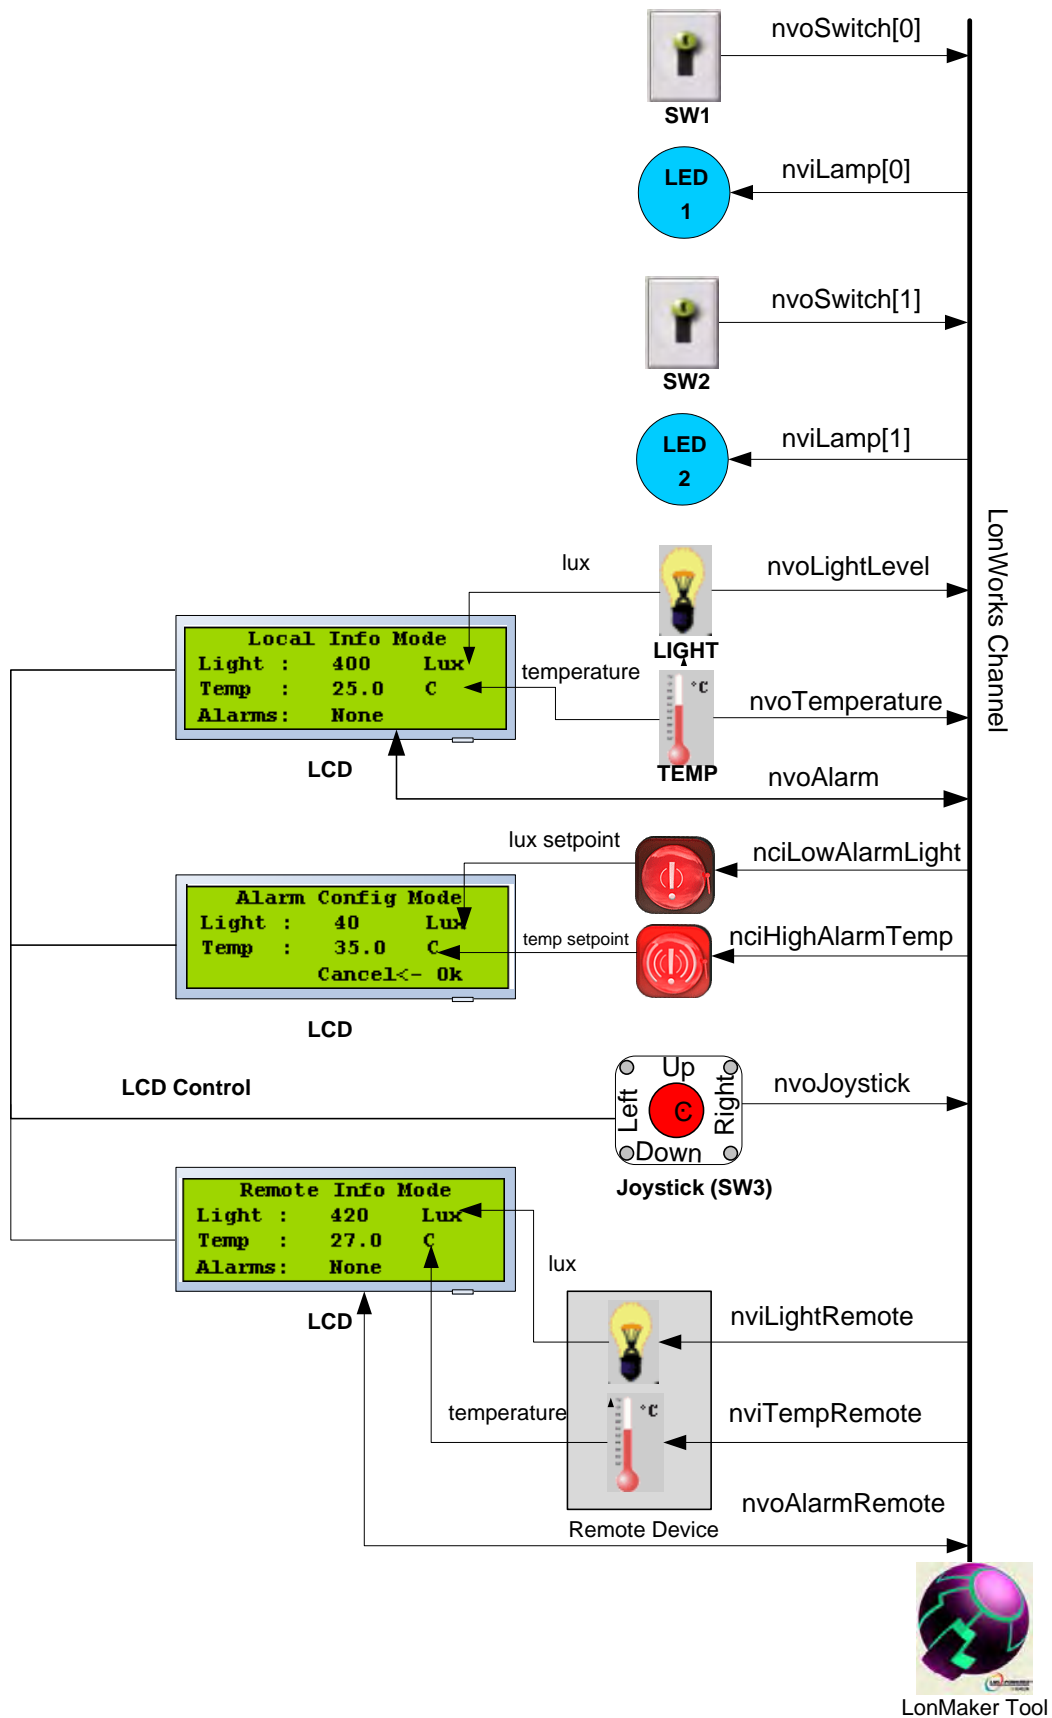 nvoSwitch[0]
SW1
nviLamp[0]
LED
1
nvoSwitch[1]
SW2
nviLamp[1]
LED
2
LonWorks Channel
lux
nvoLightLevel
LIGHT
Local Info Mode
Light : 400 Lux
Temp : 25.0 C
Alarms: None
LCD
temperature
°C
nvoTemperature
TEMP
nvoAlarm
lux setpoint
nciLowAlarmLight
Alarm Config Mode
Light : 40 Lux
Temp : 35.0 C
Cancel<- Ok
LCD
temp setpoint
nciHighAlarmTemp
LCD Control
Up
Left
C
Right
Down
nvoJoystick
Joystick (SW3)
Remote Info Mode
Light : 420 Lux
Temp : 27.0 C
Alarms: None
LCD
lux
nviLightRemote
temperature
°C
nviTempRemote
nvoAlarmRemote
Remote Device
LonMaker Tool